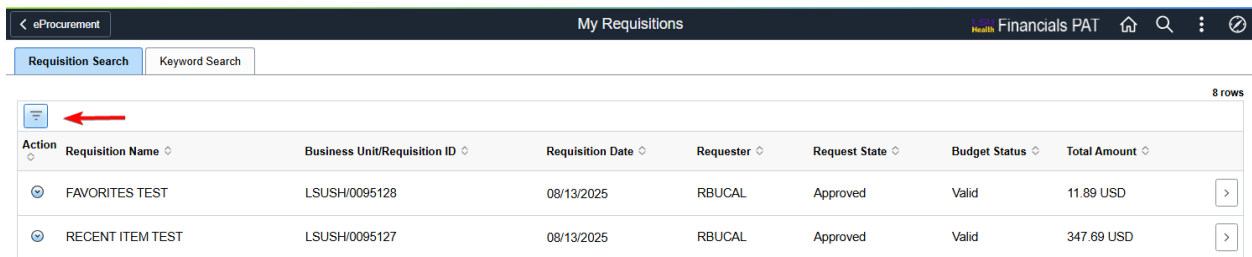 eProcurement My Requisitions LSU Health Financials PAT
Requisition Search Keyword Search
8 rows
Action Requisition Name Business Unit/Requisition ID Requisition Date Requester Request State Budget Status Total Amount
FAVORITES TEST LSUSH/0095128 08/13/2025 RBUCAL Approved Valid 11.89 USD
RECENT ITEM TEST LSUSH/0095127 08/13/2025 RBUCAL Approved Valid 347.69 USD